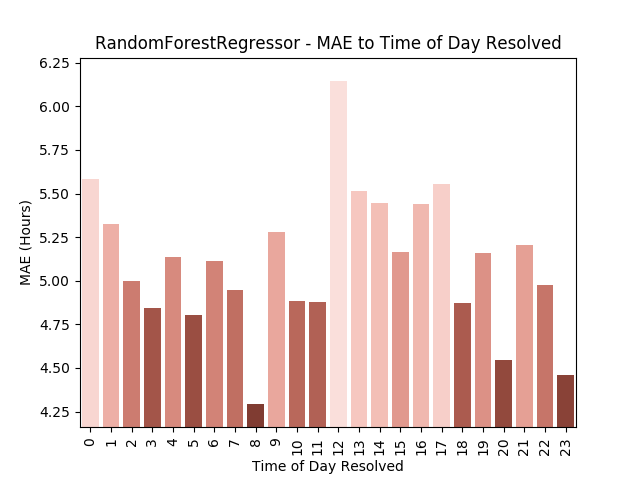 RandomForestRegressor - MAE to Time of Day Resolved
6.25
6.00
5.75
5.50
5.25
5.00
4.75
4.50
4.25
MAE (Hours)
0 1 2 3 4 5 6 7 8 9 10 11 12 13 14 15 16 17 18 19 20 21 22 23
Time of Day Resolved